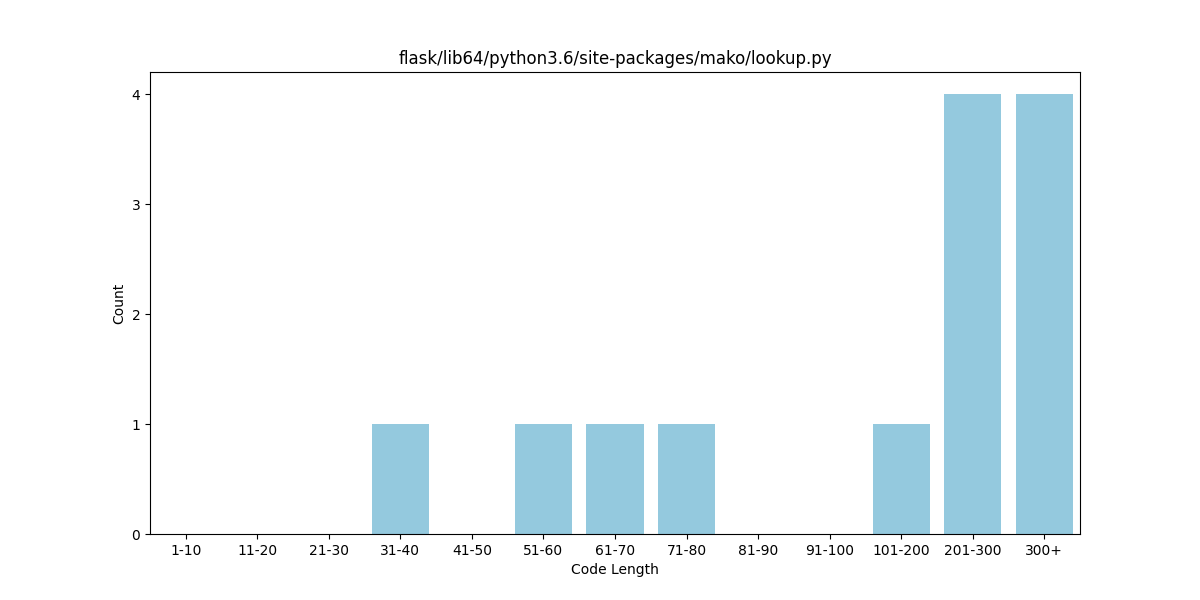 flask/lib64/python3.6/site-packages/mako/lookup.py
4
3
2
1
0
Count
1-10 11-20 21-30 31-40 41-50 51-60 61-70 71-80 81-90 91-100 101-200 201-300 300+
Code Length